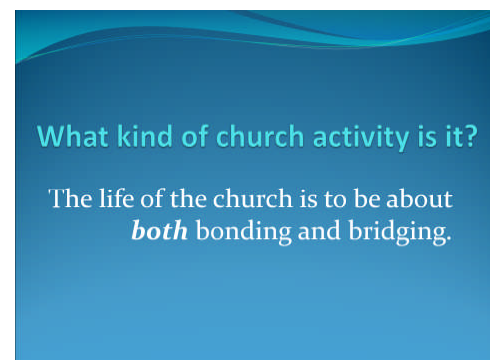 What kind of church activity is it?
The life of the church is to be about
both bonding and bridging.